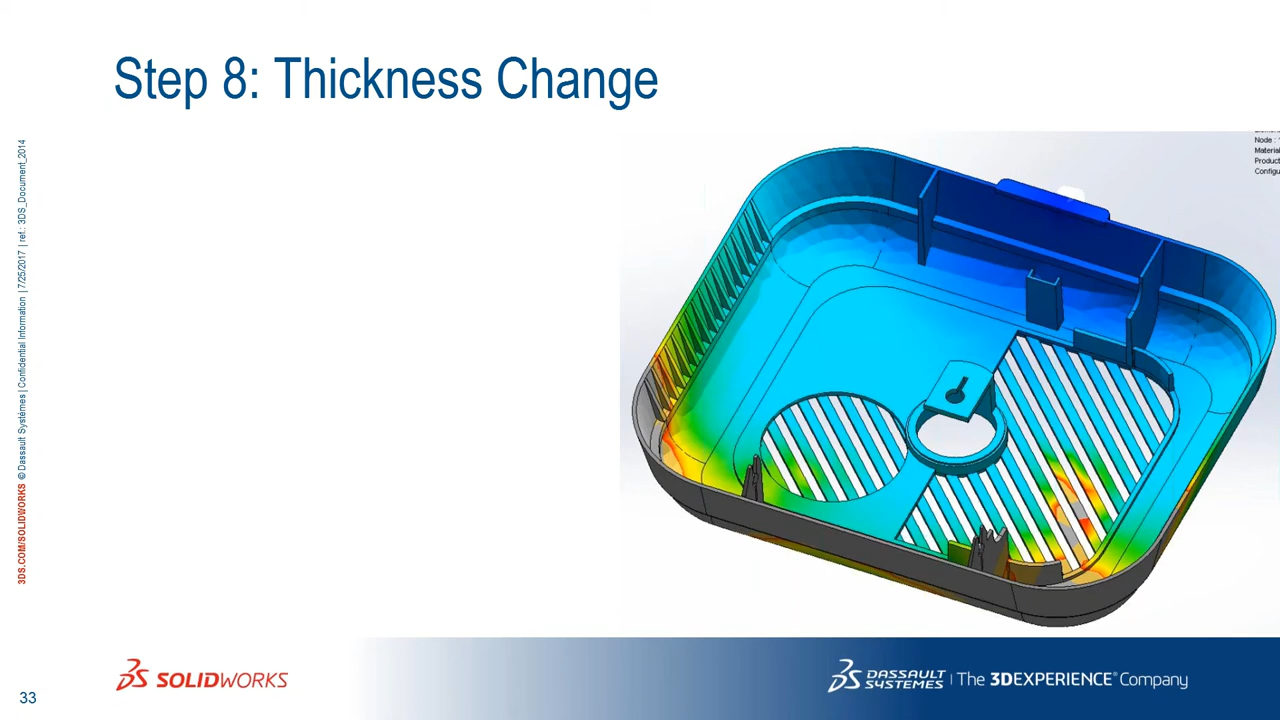 Step 8: Thickness Change
Node :
Material
Product
3DS.COM/SOLIDWORKS © Dassault Systèmes | Confidential Information | 7/25/2017 | ref.: 3DS_Document_2014
SOLIDWORKS
DASSAULT SYSTEMES | The 3DEXPERIENCE® Company
33